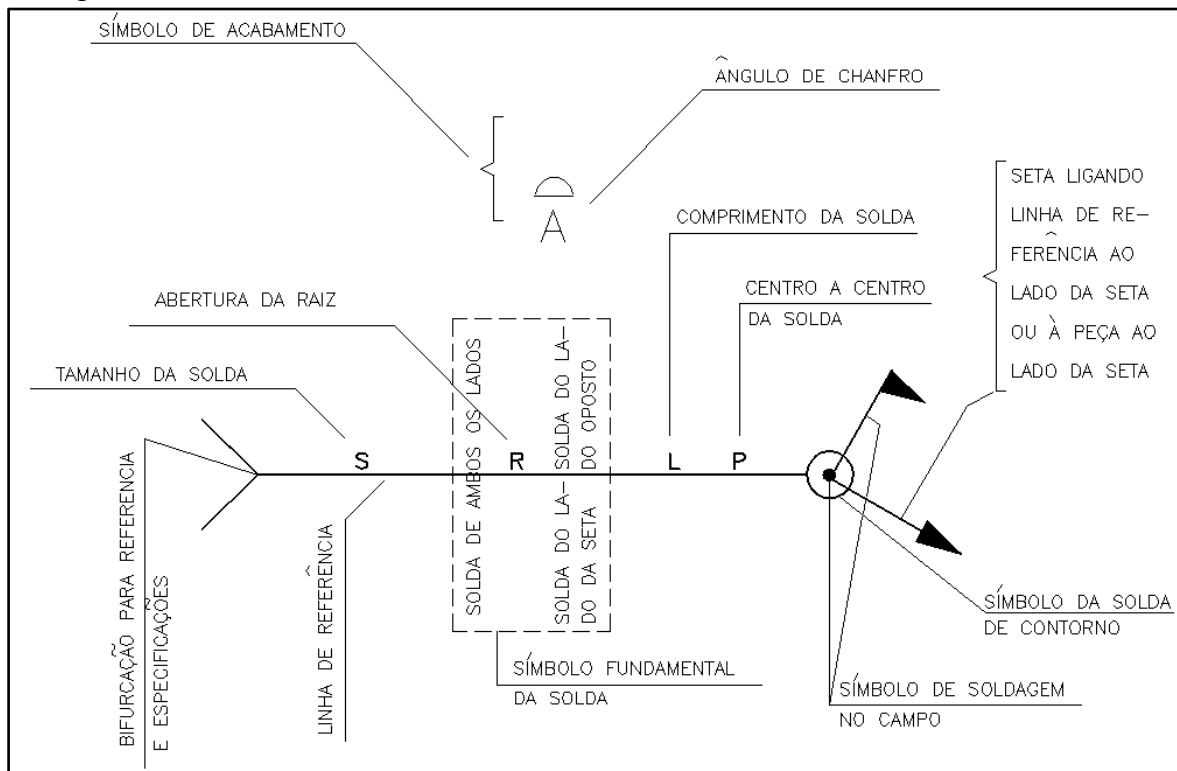 SÍMBOLO DE ACABAMENTO
ÂNGULO DE CHANFRO
A
SETA LIGANDO
LINHA DE RE-
FERÊNCIA AO
LADO DA SETA
OU À PEÇA AO
LADO DA SETA
COMPRIMENTO DA SOLDA
CENTRO A CENTRO
DA SOLDA
ABERTURA DA RAIZ
TAMANHO DA SOLDA
S
R
L
P
SOLDA DE AMBOS OS LADOS
SOLDA DO LA-
DO DA SETA
SOLDA DO LA-
DO OPOSTO
BIFURCAÇÃO PARA REFERENCIA
E ESPECIFICAÇÕES
LINHA DE REFERÊNCIA
SÍMBOLO FUNDAMENTAL
DA SOLDA
SÍMBOLO DA SOLDA
DE CONTORNO
SÍMBOLO DE SOLDAGEM
NO CAMPO